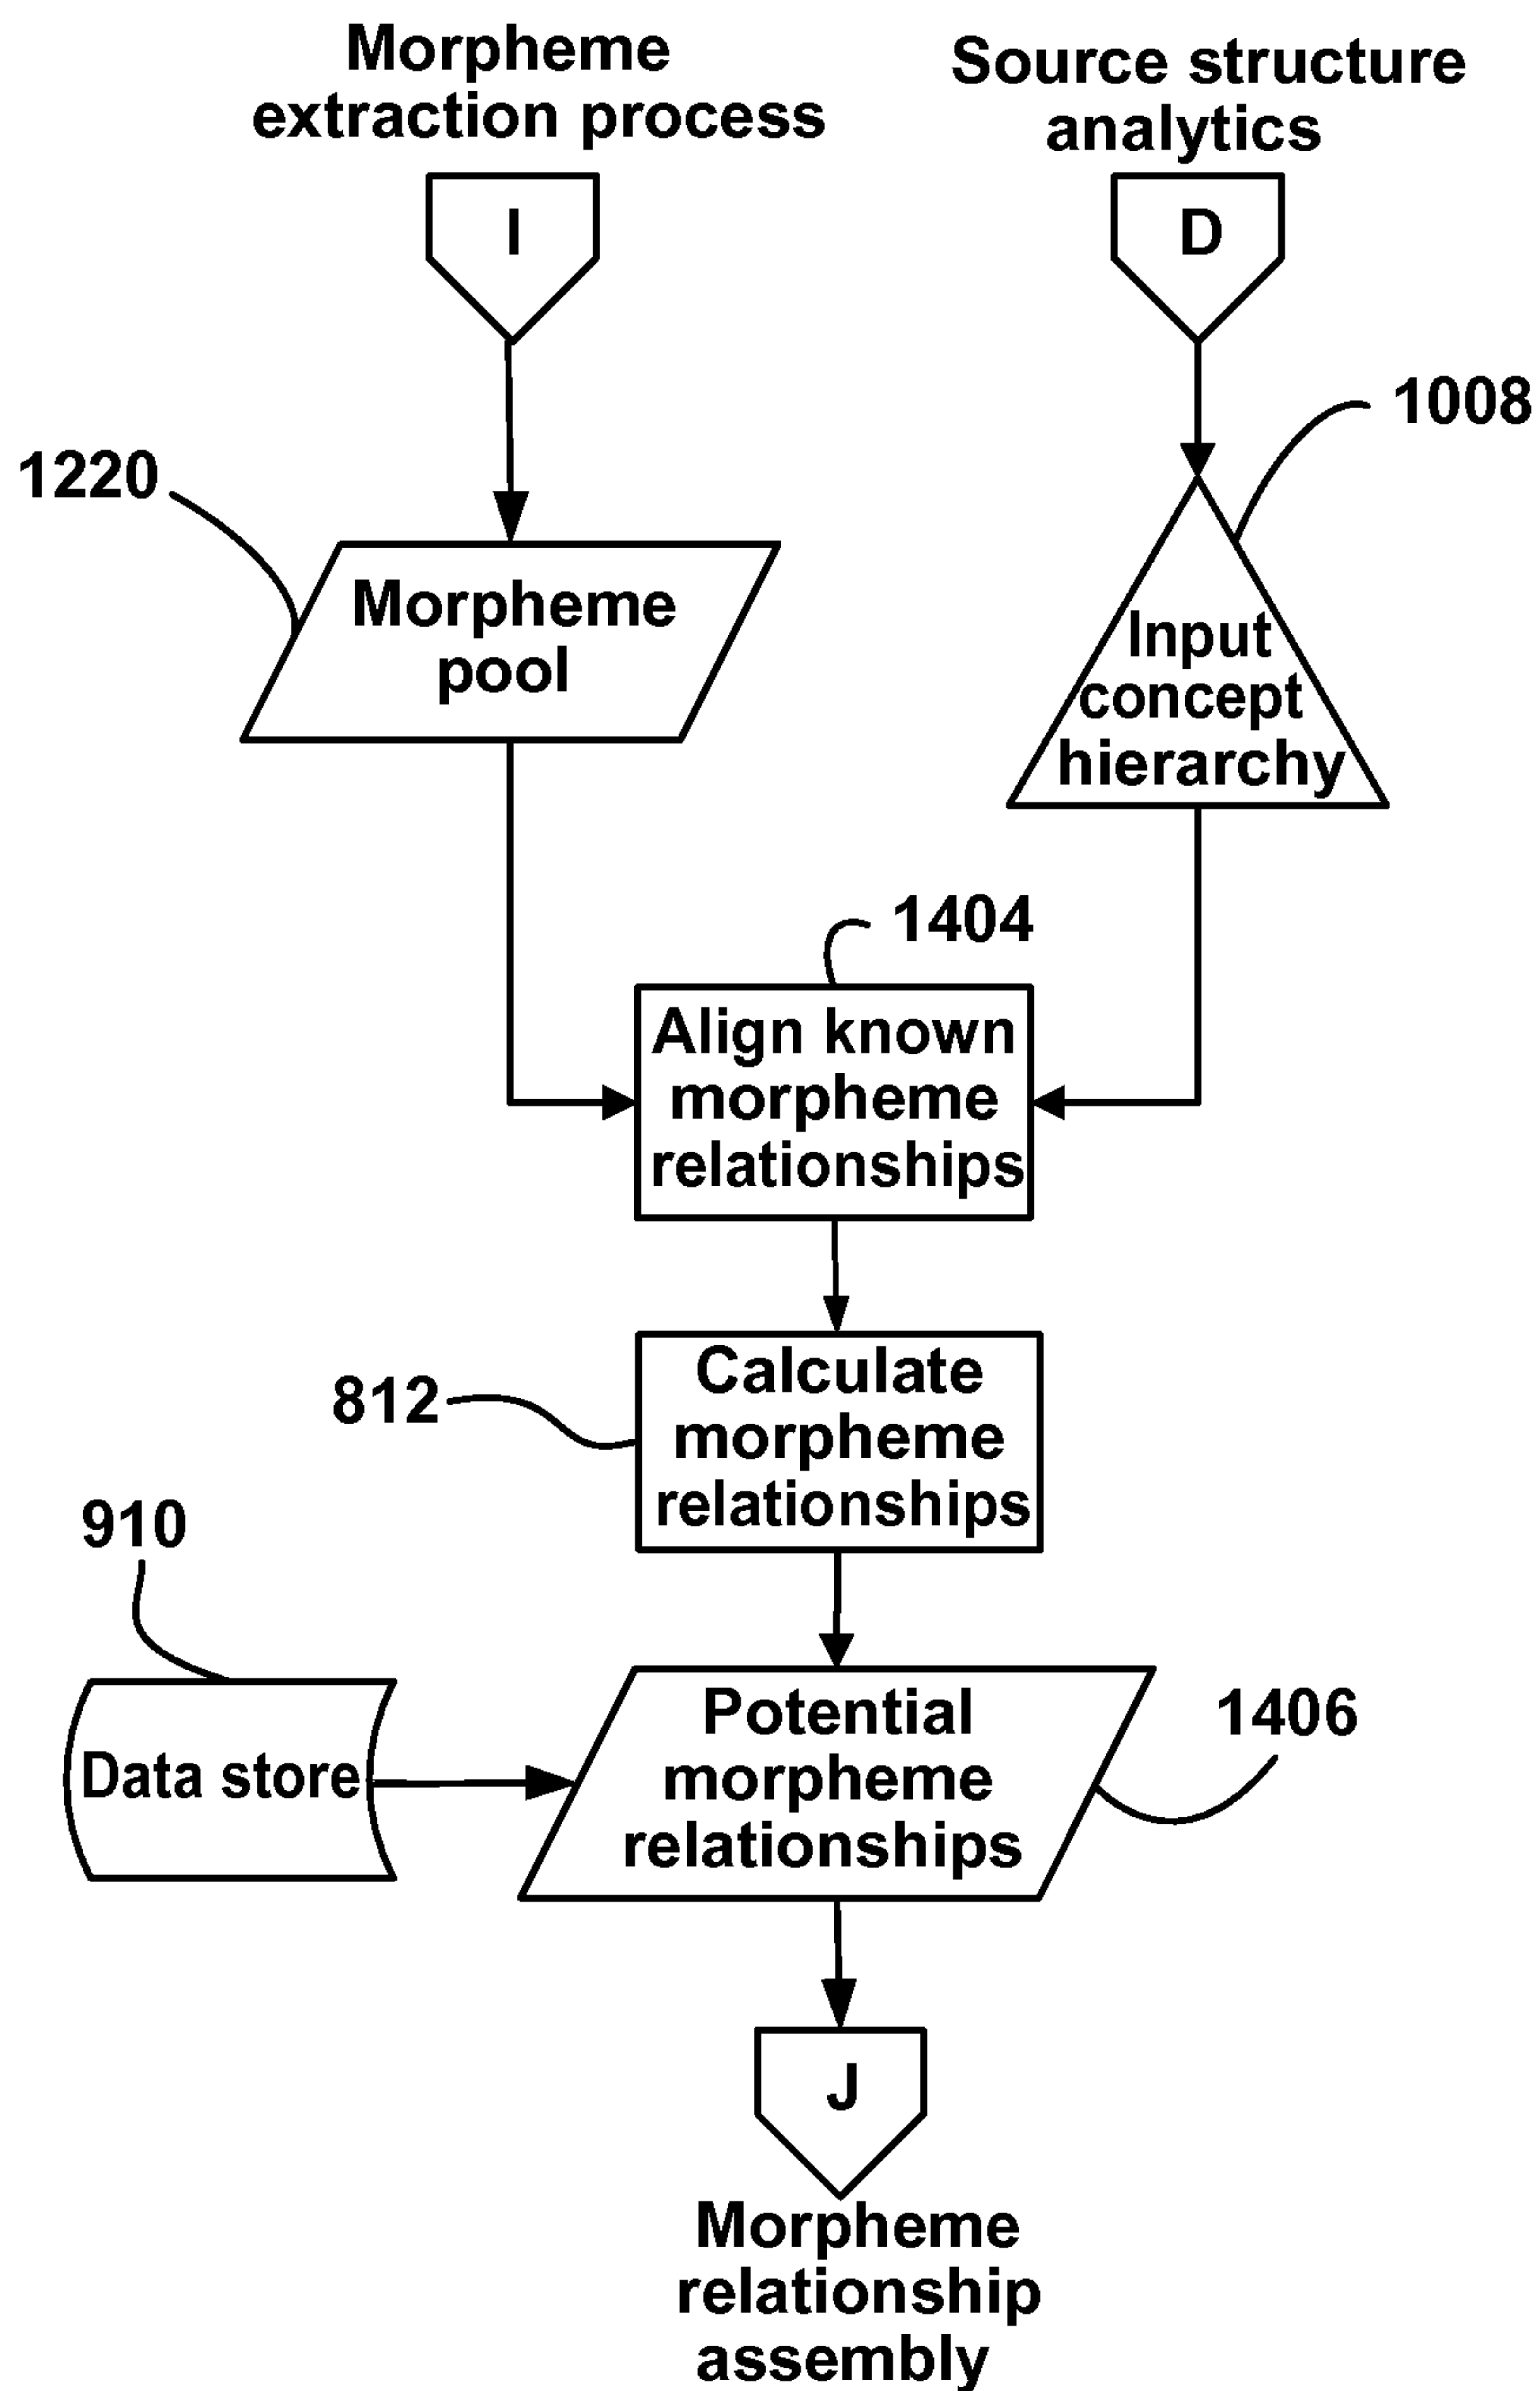 Morpheme
extraction process
Source structure
analytics
I
D
1008
1220
Morpheme
pool
Input
concept
hierarchy
1404
Align known
morpheme
relationships
812
Calculate
morpheme
relationships
910
Data store
Potential
morpheme
relationships
1406
J
Morpheme
relationship
assembly